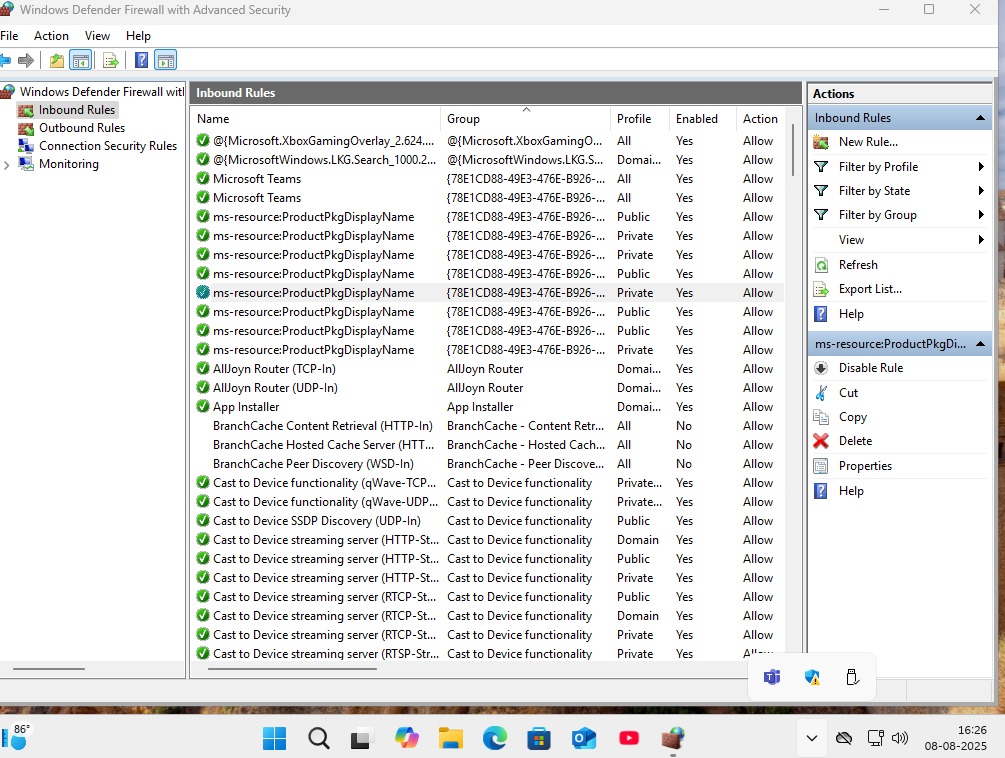 Windows Defender Firewall with Advanced Security
File Action View Help
Windows Defender Firewall witl
Inbound Rules
Outbound Rules
Connection Security Rules
Monitoring
Inbound Rules
Name Group Profile Enabled Action
@{Microsoft.XboxGamingOverlay_2.624.... @{Microsoft.XboxGamingO... All Yes Allow
@{MicrosoftWindows.LKG.Search_1000.2... @{MicrosoftWindows.LKG.S... Domai... Yes Allow
Microsoft Teams {78E1CD88-49E3-476E-B926-... All Yes Allow
Microsoft Teams {78E1CD88-49E3-476E-B926-... All Yes Allow
ms-resource:ProductPkgDisplayName {78E1CD88-49E3-476E-B926-... Public Yes Allow
ms-resource:ProductPkgDisplayName {78E1CD88-49E3-476E-B926-... Private Yes Allow
ms-resource:ProductPkgDisplayName {78E1CD88-49E3-476E-B926-... Private Yes Allow
ms-resource:ProductPkgDisplayName {78E1CD88-49E3-476E-B926-... Public Yes Allow
ms-resource:ProductPkgDisplayName {78E1CD88-49E3-476E-B926-... Private Yes Allow
ms-resource:ProductPkgDisplayName {78E1CD88-49E3-476E-B926-... Public Yes Allow
ms-resource:ProductPkgDisplayName {78E1CD88-49E3-476E-B926-... Public Yes Allow
ms-resource:ProductPkgDisplayName {78E1CD88-49E3-476E-B926-... Private Yes Allow
AllJoyn Router (TCP-In) AllJoyn Router Domai... Yes Allow
AllJoyn Router (UDP-In) AllJoyn Router Domai... Yes Allow
App Installer App Installer Domai... Yes Allow
BranchCache Content Retrieval (HTTP-In) BranchCache - Content Retr... All No Allow
BranchCache Hosted Cache Server (HTT... BranchCache - Hosted Cach... All No Allow
BranchCache Peer Discovery (WSD-In) BranchCache - Peer Discove... All No Allow
Cast to Device functionality (qWave-TCP... Cast to Device functionality Private... Yes Allow
Cast to Device functionality (qWave-UDP... Cast to Device functionality Private... Yes Allow
Cast to Device SSDP Discovery (UDP-In) Cast to Device functionality Public Yes Allow
Cast to Device streaming server (HTTP-St... Cast to Device functionality Domain Yes Allow
Cast to Device streaming server (HTTP-St... Cast to Device functionality Public Yes Allow
Cast to Device streaming server (HTTP-St... Cast to Device functionality Private Yes Allow
Cast to Device streaming server (RTCP-St... Cast to Device functionality Public Yes Allow
Cast to Device streaming server (RTCP-St... Cast to Device functionality Domain Yes Allow
Cast to Device streaming server (RTCP-St... Cast to Device functionality Private Yes Allow
Cast to Device streaming server (RTSP-Str... Cast to Device functionality Private Yes Allow
Actions
Inbound Rules
New Rule...
Filter by Profile
Filter by State
Filter by Group
View
Refresh
Export List...
Help
ms-resource:ProductPkgDi...
Disable Rule
Cut
Copy
Delete
Properties
Help
86°
16:26
08-08-2025